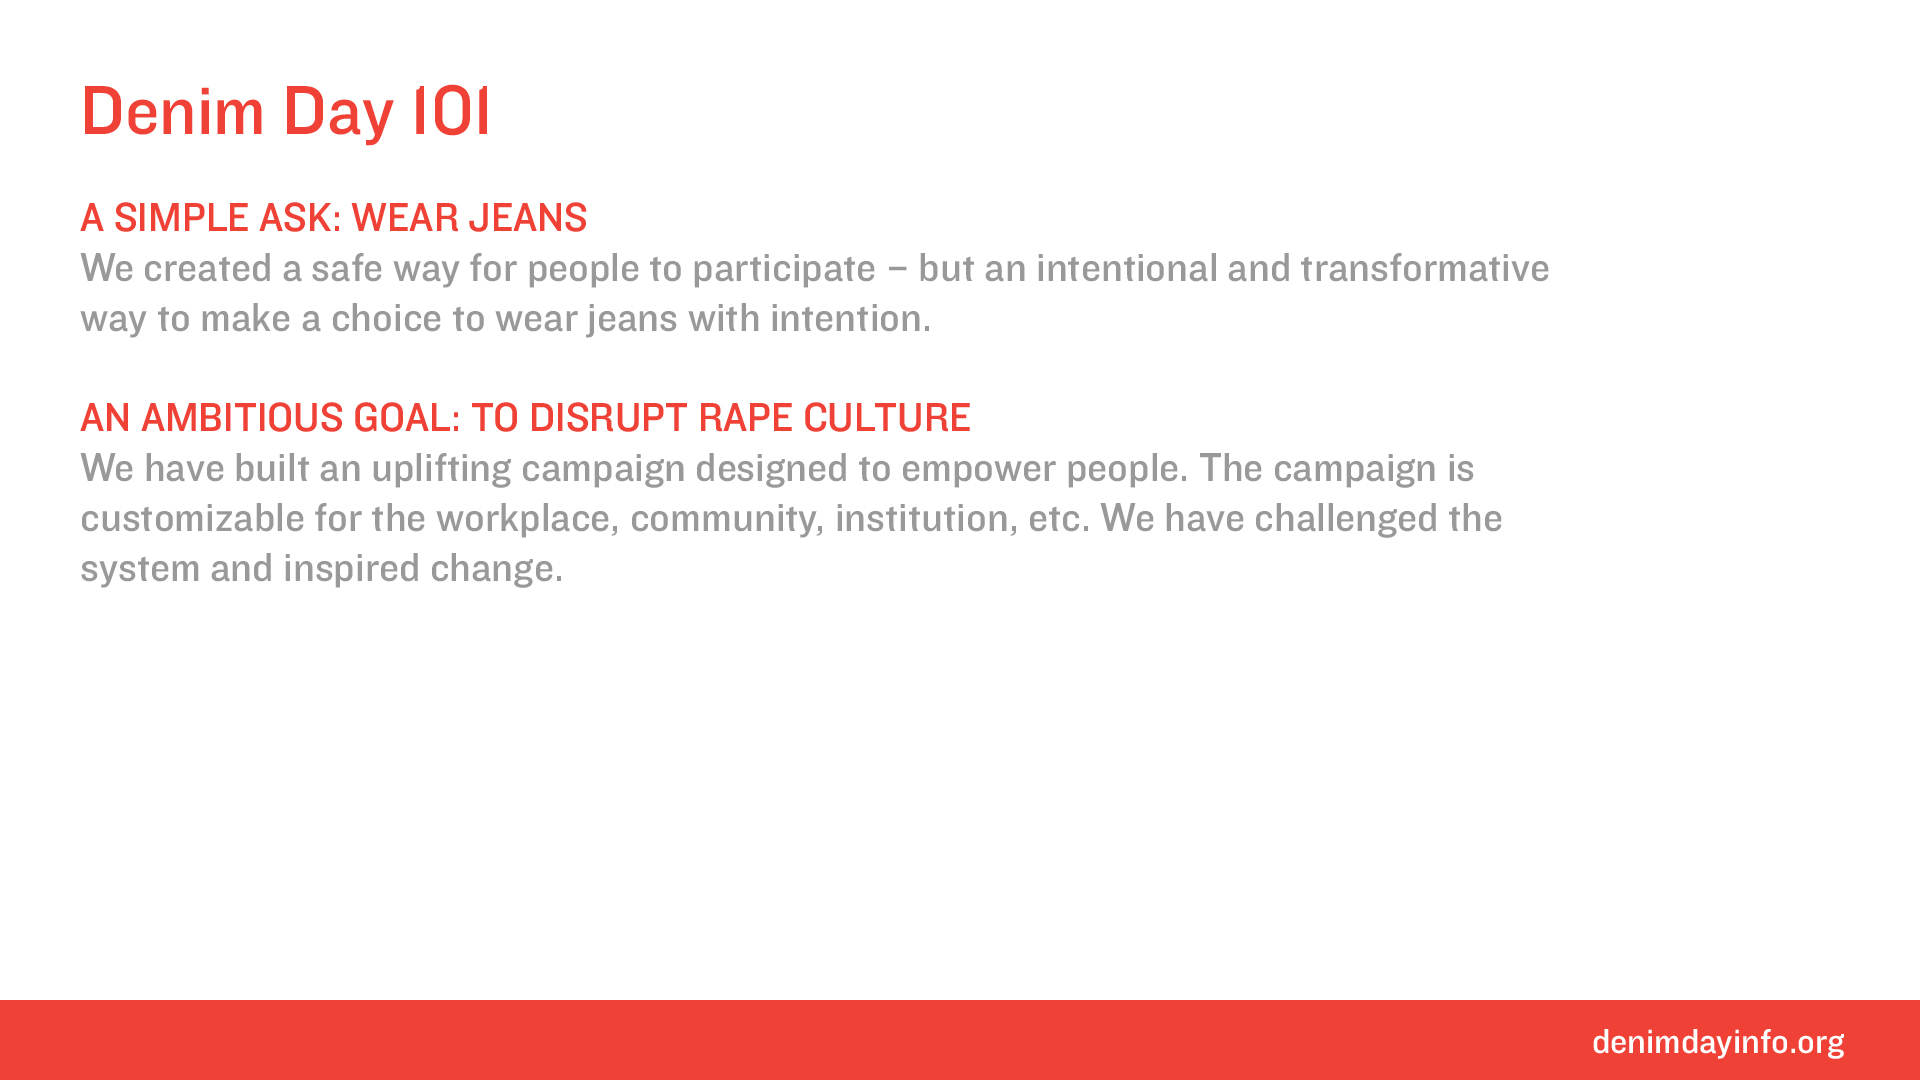 Denim Day 101
A SIMPLE ASK: WEAR JEANS
We created a safe way for people to participate – but an intentional and transformative
way to make a choice to wear jeans with intention.
AN AMBITIOUS GOAL: TO DISRUPT RAPE CULTURE
We have built an uplifting campaign designed to empower people. The campaign is
customizable for the workplace, community, institution, etc. We have challenged the
system and inspired change.
denimdayinfo.org